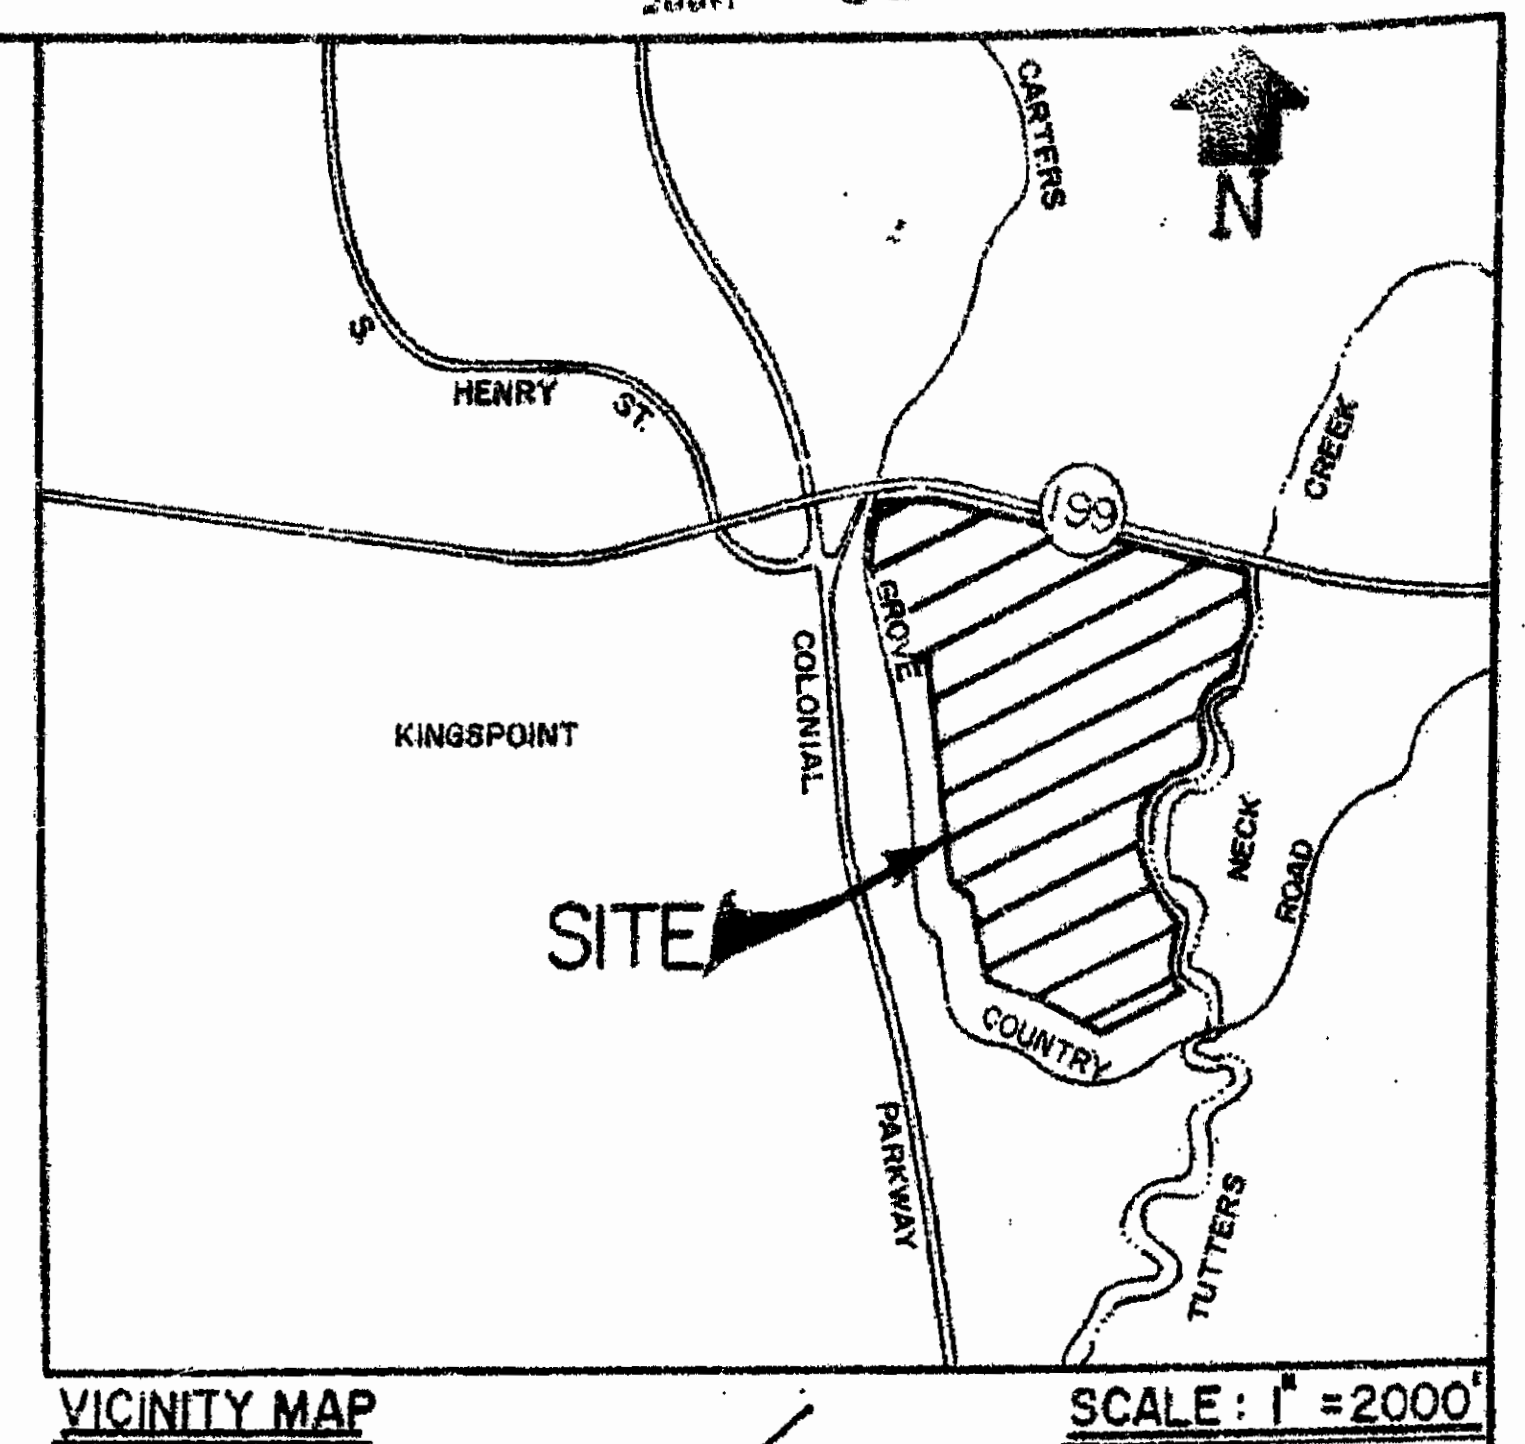 CARTERS
N
S.
HENRY
ST.
CREEK
199
GROVE
COLONIAL
KINGSPOINT
NECK
ROAD
SITE
COUNTRY
PARKWAY
TUTTERS
VICINITY MAP
SCALE: 1" = 2000'